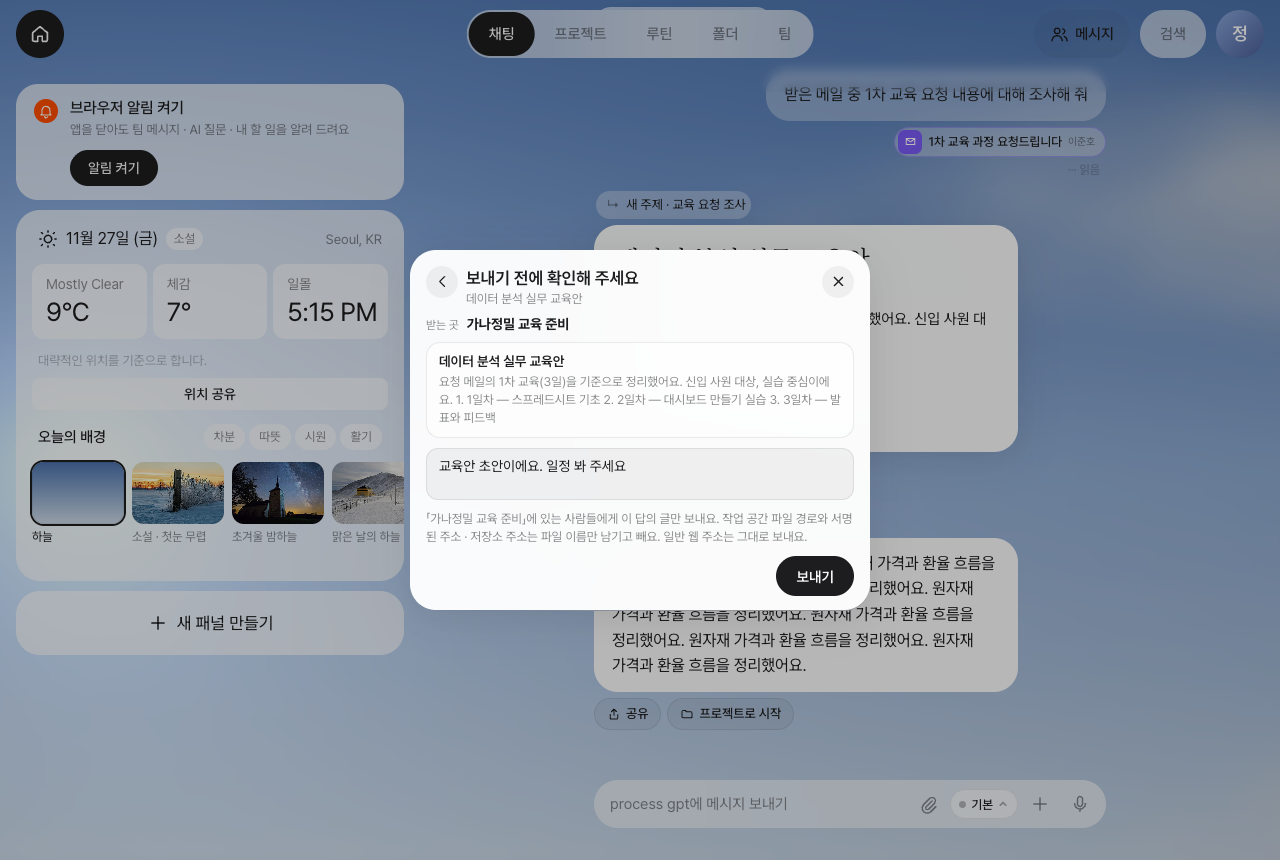 채팅
프로젝트
루틴
폴더
팀
메시지
검색
정
브라우저 알림 켜기
앱을 닫아도 팀 메시지 · AI 질문 · 내 할 일을 알려 드려요
알림 켜기
11월 27일 (금)
소설
Seoul, KR
Mostly Clear
9°C
체감
7°
일몰
5:15 PM
대략적인 위치를 기준으로 합니다.
위치 공유
오늘의 배경
차분
따뜻
시원
활기
하늘
소설 · 첫눈 무렵
초겨울 밤하늘
맑은 날의 하늘
새 패널 만들기
받은 메일 중 1차 교육 요청 내용에 대해 조사해 줘
1차 교육 과정 요청드립니다 이준호
읽음
새 주제 · 교육 요청 조사
했어요. 신입 사원 대
보내기 전에 확인해 주세요
데이터 분석 실무 교육안
받는 곳 가나정밀 교육 준비
데이터 분석 실무 교육안
요청 메일의 1차 교육(3일)을 기준으로 정리했어요. 신입 사원 대상, 실습 중심이에
요. 1. 1일차 — 스프레드시트 기초 2. 2일차 — 대시보드 만들기 실습 3. 3일차 — 발
표와 피드백
교육안 초안이에요. 일정 봐 주세요
「가나정밀 교육 준비」에 있는 사람들에게 이 답의 글만 보내요. 작업 공간 파일 경로와 서명
된 주소 · 저장소 주소는 파일 이름만 남기고 빼요. 일반 웹 주소는 그대로 보내요.
보내기
가격과 환율 흐름을
정리했어요. 원자재
가격과 환율 흐름을 정리했어요. 원자재 가격과 환율 흐름을
정리했어요. 원자재 가격과 환율 흐름을 정리했어요. 원자재
가격과 환율 흐름을 정리했어요.
공유
프로젝트로 시작
process gpt에 메시지 보내기
기본